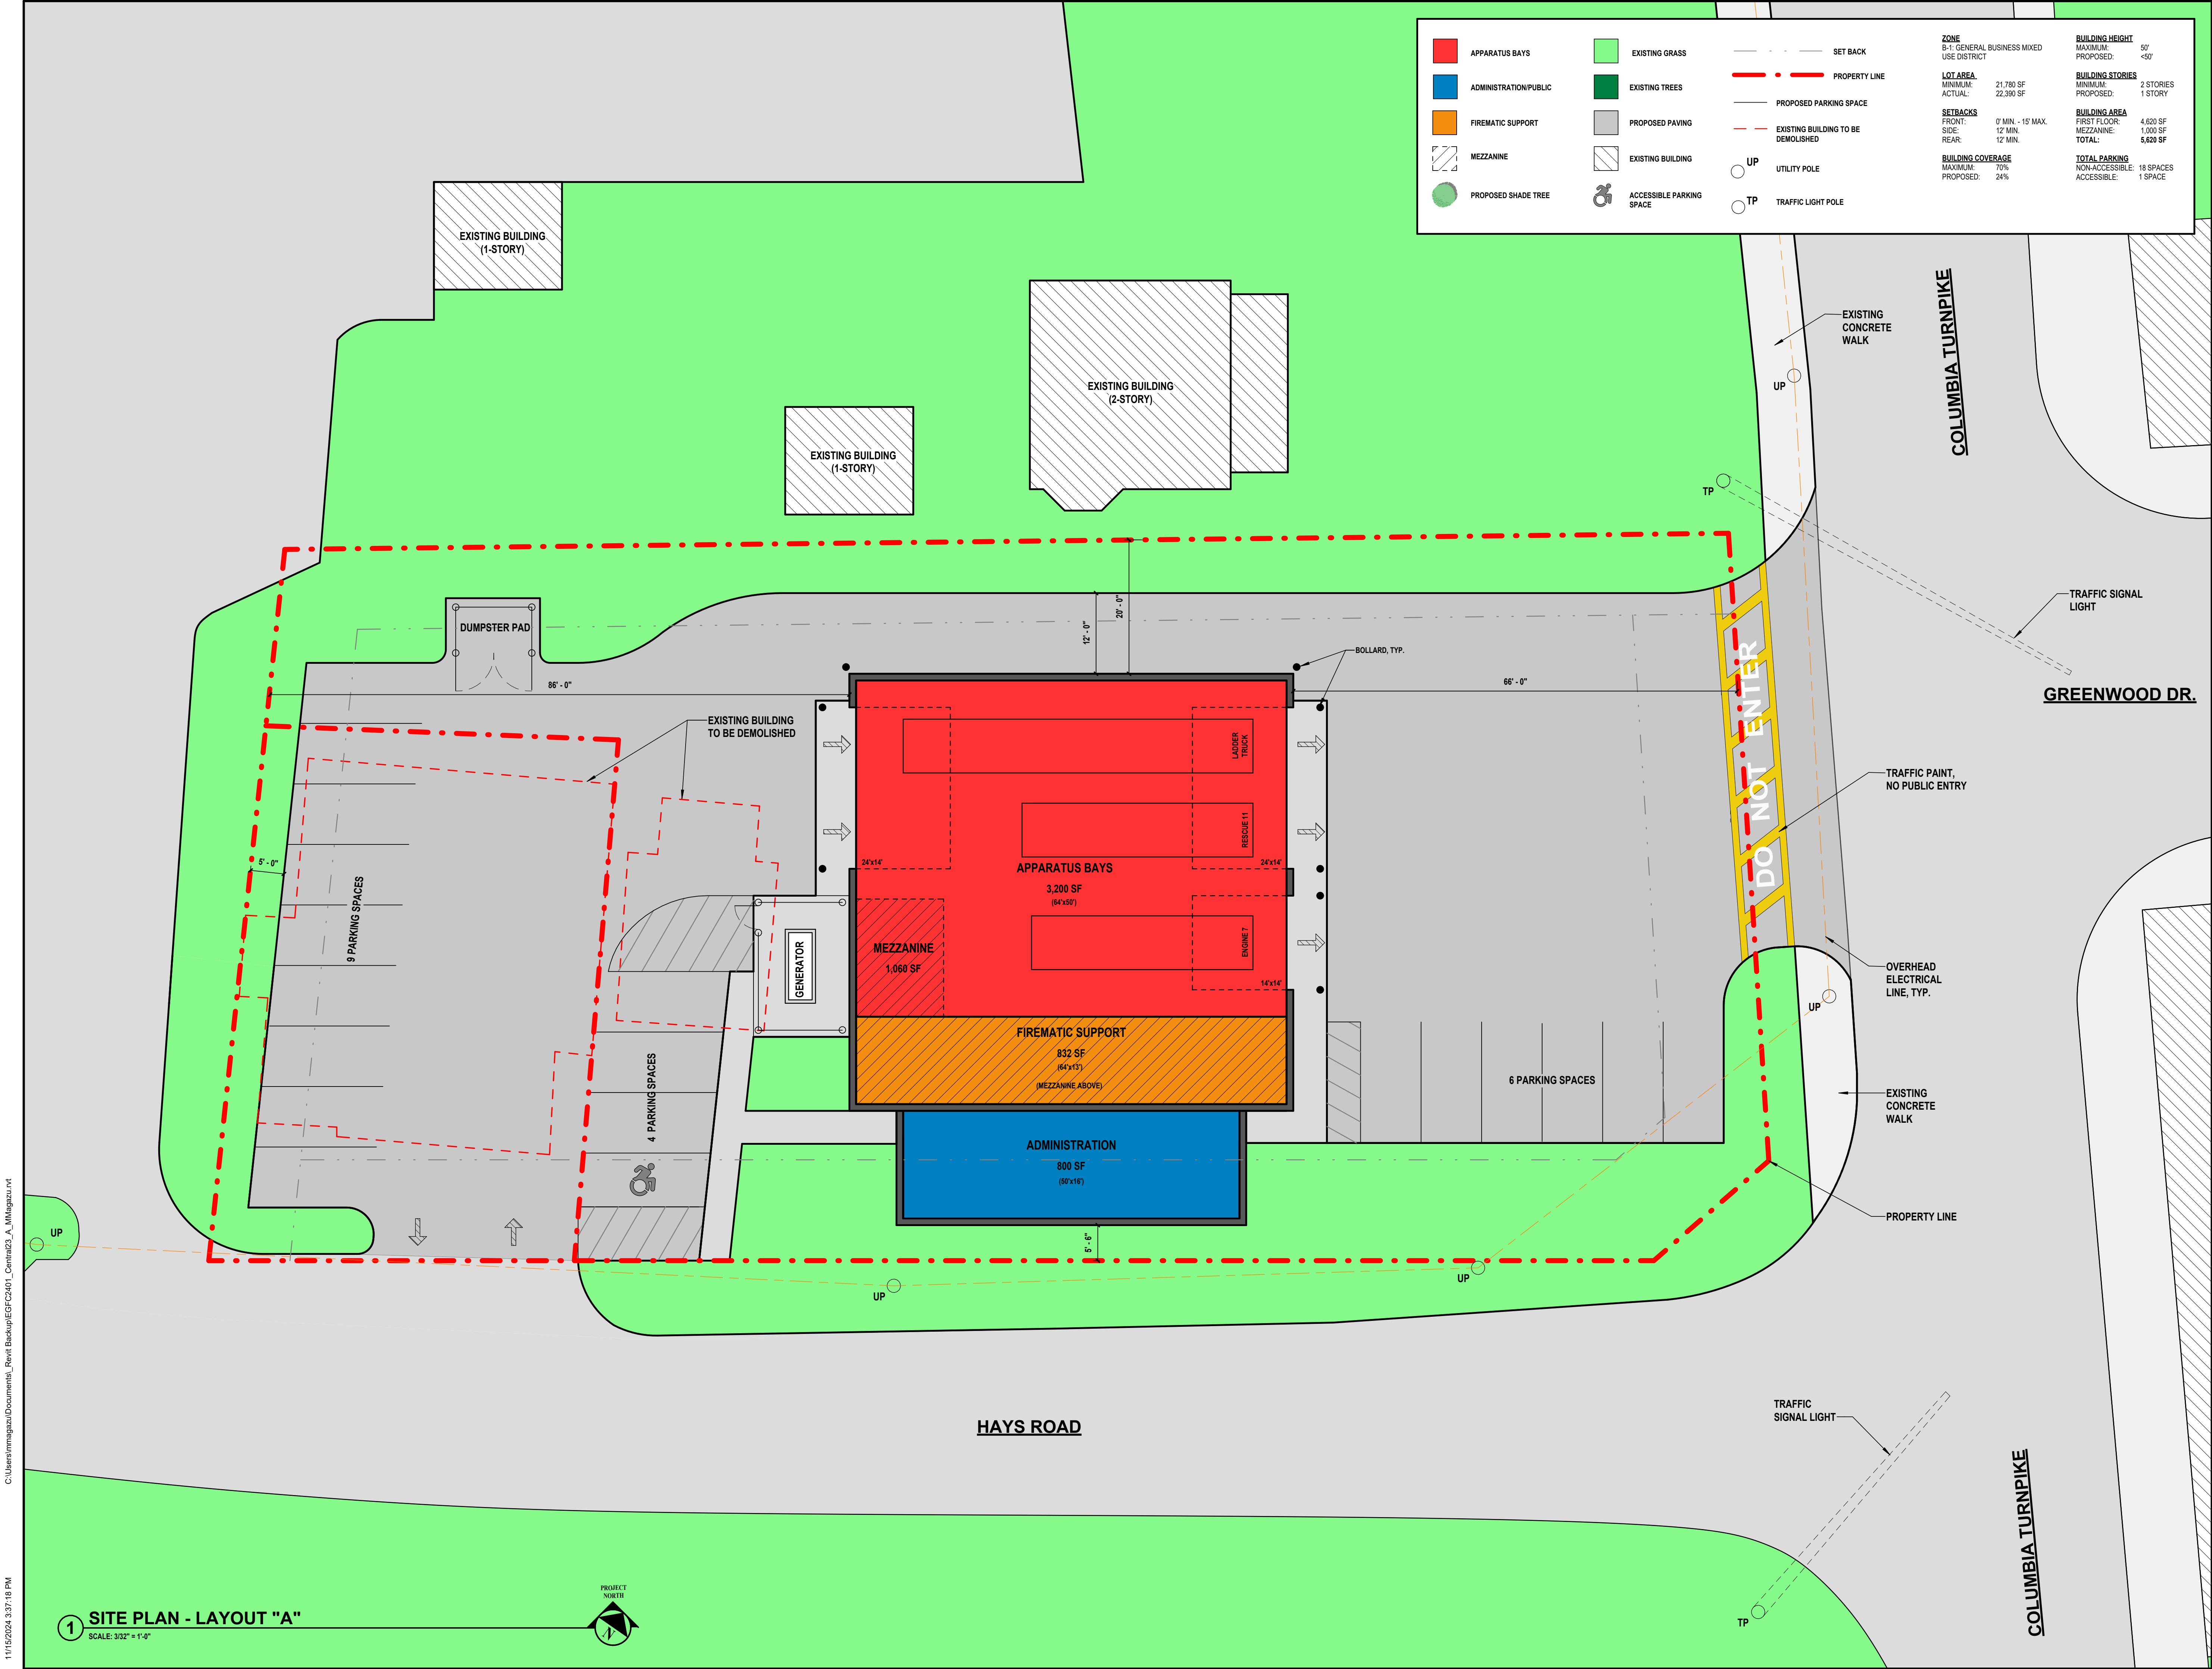 APPARATUS BAYS
ADMINISTRATION/PUBLIC
FIREMATIC SUPPORT
MEZZANINE
PROPOSED SHADE TREE
EXISTING GRASS
EXISTING TREES
PROPOSED PAVING
EXISTING BUILDING
ACCESSIBLE PARKING
SPACE
SET BACK
PROPERTY LINE
PROPOSED PARKING SPACE
EXISTING BUILDING TO BE
DEMOLISHED
UP
UTILITY POLE
TP
TRAFFIC LIGHT POLE
ZONE
B-1: GENERAL BUSINESS MIXED
USE DISTRICT
LOT AREA
MINIMUM: 21,780 SF
ACTUAL: 22,390 SF
SETBACKS
FRONT: 0' MIN. - 15' MAX.
SIDE: 12' MIN.
REAR: 12' MIN.
BUILDING COVERAGE
MAXIMUM: 70%
PROPOSED: 24%
BUILDING HEIGHT
MAXIMUM: 50'
PROPOSED: <50'
BUILDING STORIES
MINIMUM: 2 STORIES
PROPOSED: 1 STORY
BUILDING AREA
FIRST FLOOR: 4,620 SF
MEZZANINE: 1,000 SF
TOTAL: 5,620 SF
TOTAL PARKING
NON-ACCESSIBLE: 18 SPACES
ACCESSIBLE: 1 SPACE
EXISTING BUILDING
(1-STORY)
EXISTING BUILDING
(2-STORY)
EXISTING BUILDING
(1-STORY)
EXISTING
CONCRETE
WALK
COLUMBIA TURNPIKE
UP
TP
TRAFFIC SIGNAL
LIGHT
GREENWOOD DR.
DUMPSTER PAD
12' - 0"
20' - 0"
BOLLARD, TYP.
86' - 0"
66' - 0"
EXISTING BUILDING
TO BE DEMOLISHED
LADDER
TRUCK
RESCUE 11
ENGINE 7
24'x14'
24'x14'
14'x14'
APPARATUS BAYS
3,200 SF
(64'x50')
MEZZANINE
1,060 SF
GENERATOR
FIREMATIC SUPPORT
832 SF
(64'x13')
(MEZZANINE ABOVE)
ADMINISTRATION
800 SF
(50'x16')
5' - 6"
5' - 0"
9 PARKING SPACES
4 PARKING SPACES
6 PARKING SPACES
DO NOT ENTER
TRAFFIC PAINT,
NO PUBLIC ENTRY
OVERHEAD
ELECTRICAL
LINE, TYP.
UP
EXISTING
CONCRETE
WALK
PROPERTY LINE
UP
UP
UP
HAYS ROAD
TRAFFIC
SIGNAL LIGHT
COLUMBIA TURNPIKE
TP
PROJECT
NORTH
N
1
SITE PLAN - LAYOUT "A"
SCALE: 3/32" = 1'-0"
C:\Users\mmagazu\Documents\_Revit Backup\EGFC2401_Central23_A_MMagazu.rvt
11/15/2024 3:37:18 PM